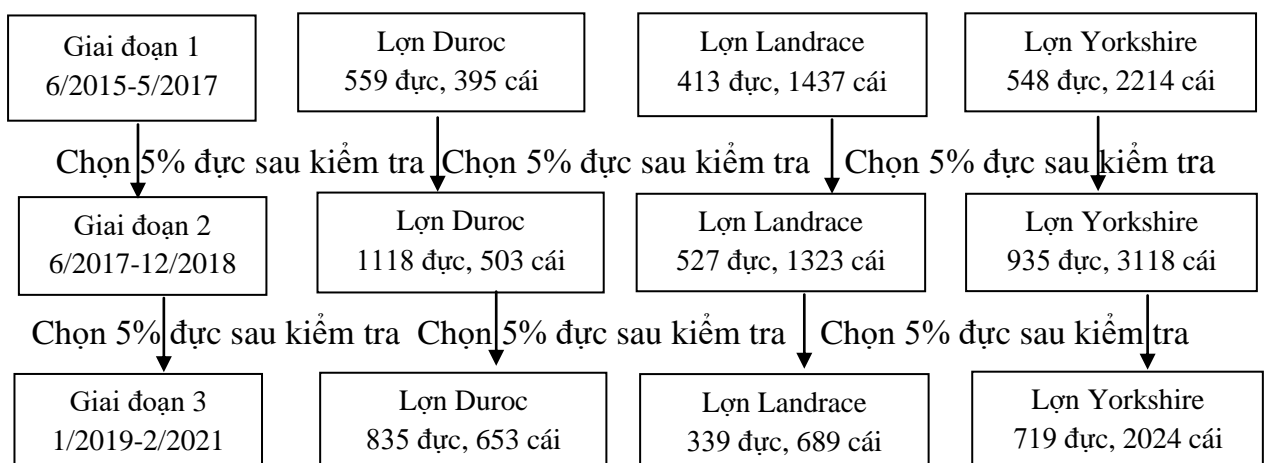 Giai đoạn 1
6/2015-5/2017
Lợn Duroc
559 đực, 395 cái
Lợn Landrace
413 đực, 1437 cái
Lợn Yorkshire
548 đực, 2214 cái
Chọn 5% đực sau kiểm tra
Chọn 5% đực sau kiểm tra
Chọn 5% đực sau kiểm tra
Giai đoạn 2
6/2017-12/2018
Lợn Duroc
1118 đực, 503 cái
Lợn Landrace
527 đực, 1323 cái
Lợn Yorkshire
935 đực, 3118 cái
Chọn 5% đực sau kiểm tra
Chọn 5% đực sau kiểm tra
Chọn 5% đực sau kiểm tra
Giai đoạn 3
1/2019-2/2021
Lợn Duroc
835 đực, 653 cái
Lợn Landrace
339 đực, 689 cái
Lợn Yorkshire
719 đực, 2024 cái